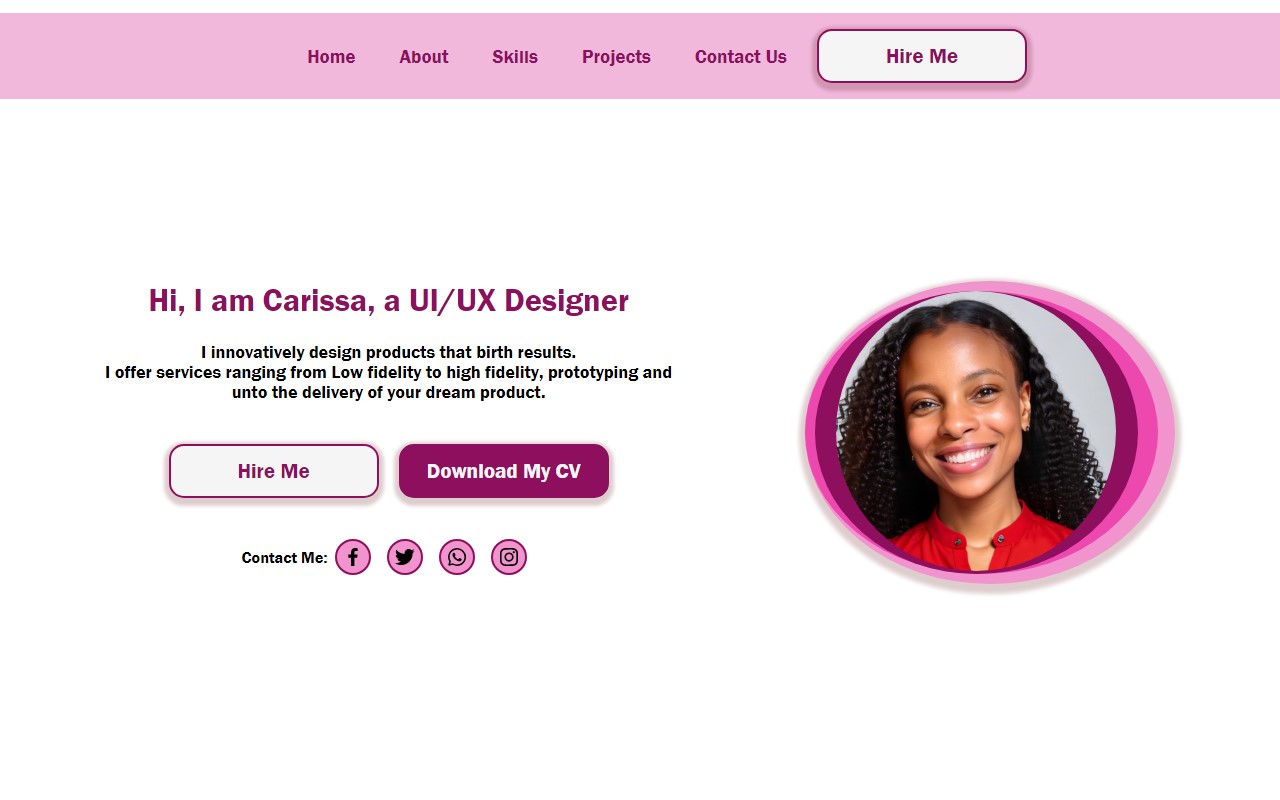 Home About Skills Projects Contact Us Hire Me
Hi, I am Carissa, a UI/UX Designer
I innovatively design products that birth results.
I offer services ranging from Low fidelity to high fidelity, prototyping and
unto the delivery of your dream product.
Hire Me Download My CV
Contact Me: